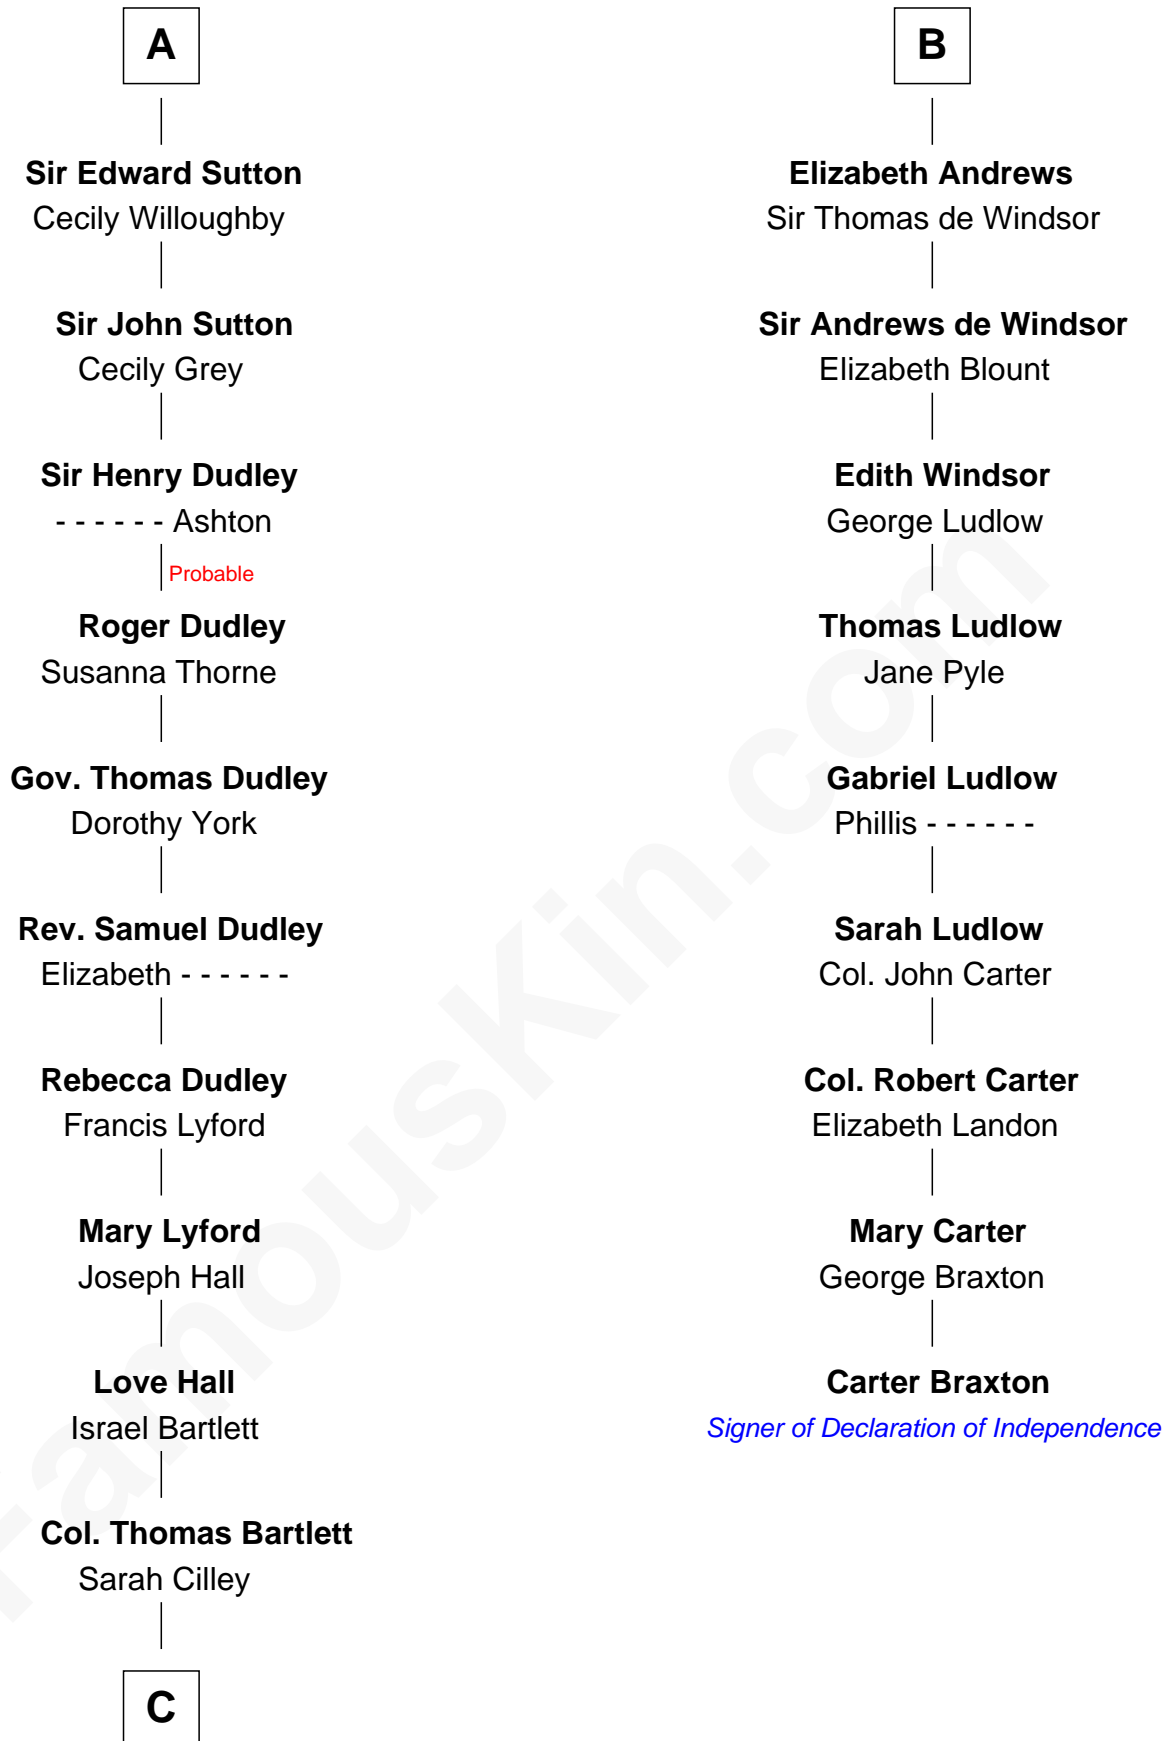 A
Sir Edward Sutton
Cecily Willoughby
Sir John Sutton
Cecily Grey
Sir Henry Dudley
- - - - - - Ashton
Probable
Roger Dudley
Susanna Thorne
Gov. Thomas Dudley
Dorothy York
Rev. Samuel Dudley
Elizabeth - - - - - -
Rebecca Dudley
Francis Lyford
Mary Lyford
Joseph Hall
Love Hall
Israel Bartlett
Col. Thomas Bartlett
Sarah Cilley
C
B
Elizabeth Andrews
Sir Thomas de Windsor
Sir Andrews de Windsor
Elizabeth Blount
Edith Windsor
George Ludlow
Thomas Ludlow
Jane Pyle
Gabriel Ludlow
Phillis - - - - - -
Sarah Ludlow
Col. John Carter
Col. Robert Carter
Elizabeth Landon
Mary Carter
George Braxton
Carter Braxton
Signer of Declaration of Independence
FamousKin.com